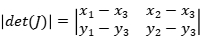 |det(J)| = |x₁ − x₃ x₂ − x₃|
|y₁ − y₃ y₂ − y₃|